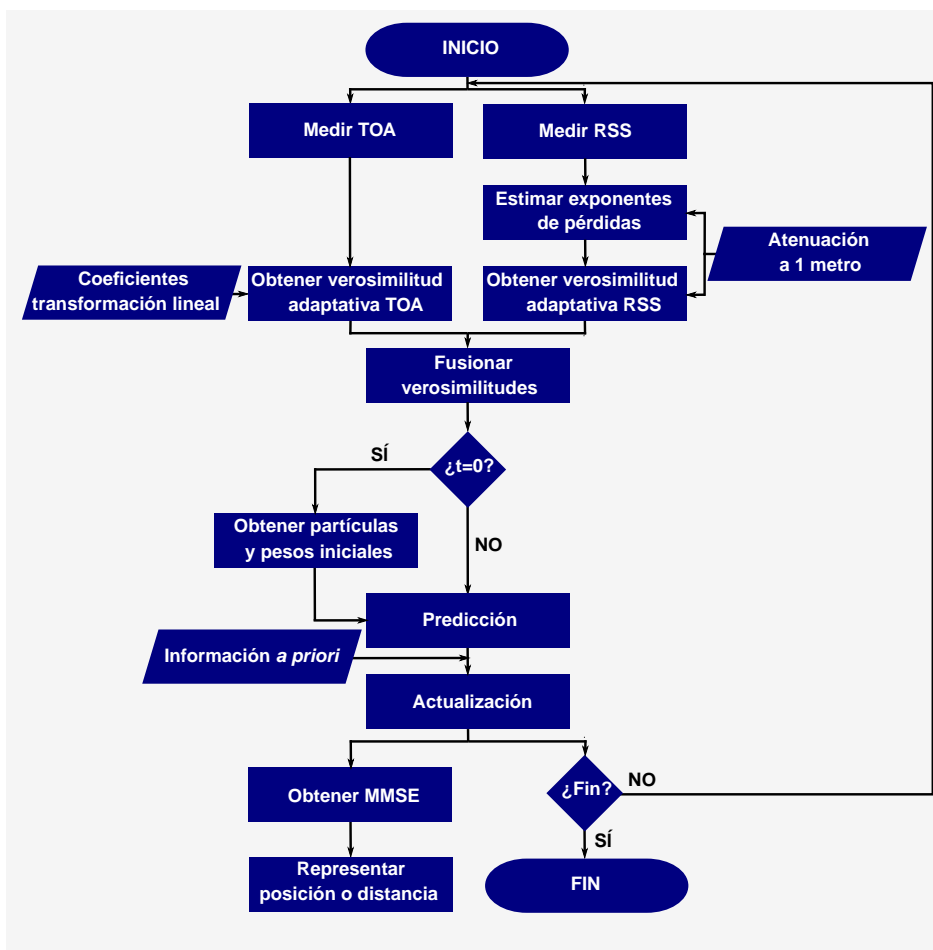 INICIO
Medir TOA
Medir RSS
Estimar exponentes
de pérdidas
Atenuación
a 1 metro
Coeficientes
transformación lineal
Obtener verosimilitud
adaptativa TOA
Obtener verosimilitud
adaptativa RSS
Fusionar
verosimilitudes
¿t=0?
SÍ
NO
Obtener partículas
y pesos iniciales
Predicción
Información a priori
Actualización
Obtener MMSE
¿Fin?
NO
SÍ
Representar
posición o distancia
FIN